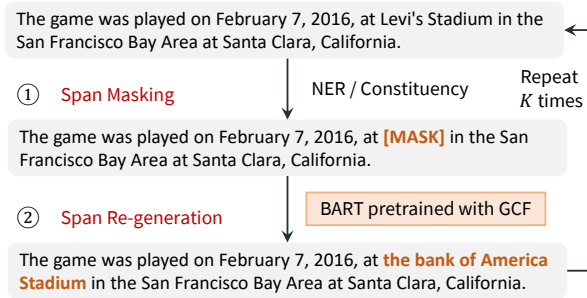 The game was played on February 7, 2016, at Levi's Stadium in the
San Francisco Bay Area at Santa Clara, California.
① Span Masking
NER / Constituency
Repeat
K times
The game was played on February 7, 2016, at [MASK] in the San
Francisco Bay Area at Santa Clara, California.
② Span Re-generation
BART pretrained with GCF
The game was played on February 7, 2016, at the bank of America
Stadium in the San Francisco Bay Area at Santa Clara, California.